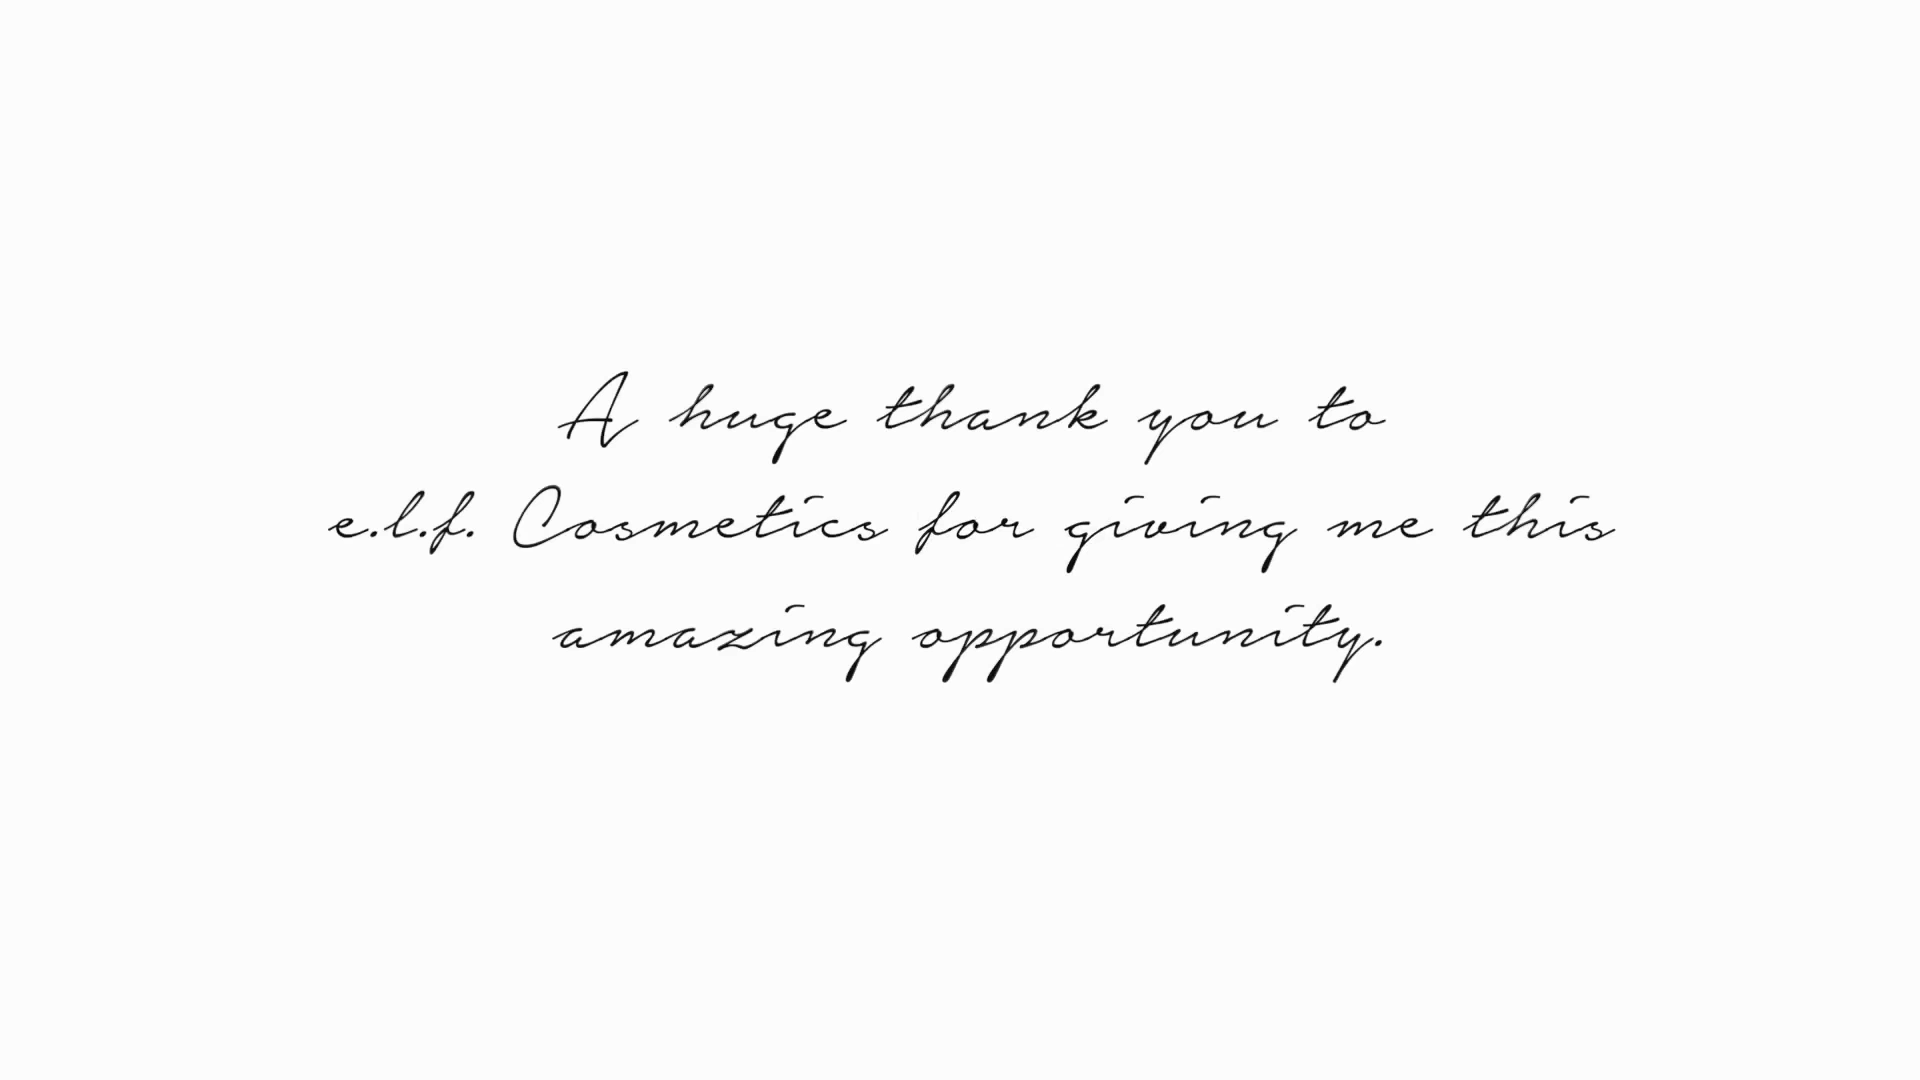 A huge thank you to
e.l.f. Cosmetics for giving me this
amazing opportunity.